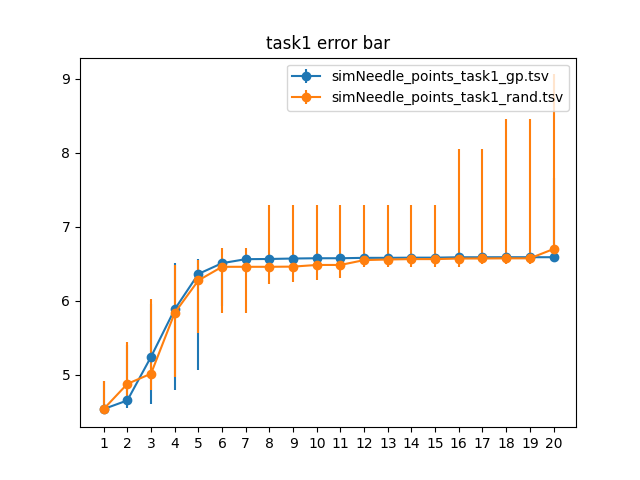 task1 error bar
simNeedle_points_task1_gp.tsv
simNeedle_points_task1_rand.tsv
9
8
7
6
5
1 2 3 4 5 6 7 8 9 10 11 12 13 14 15 16 17 18 19 20